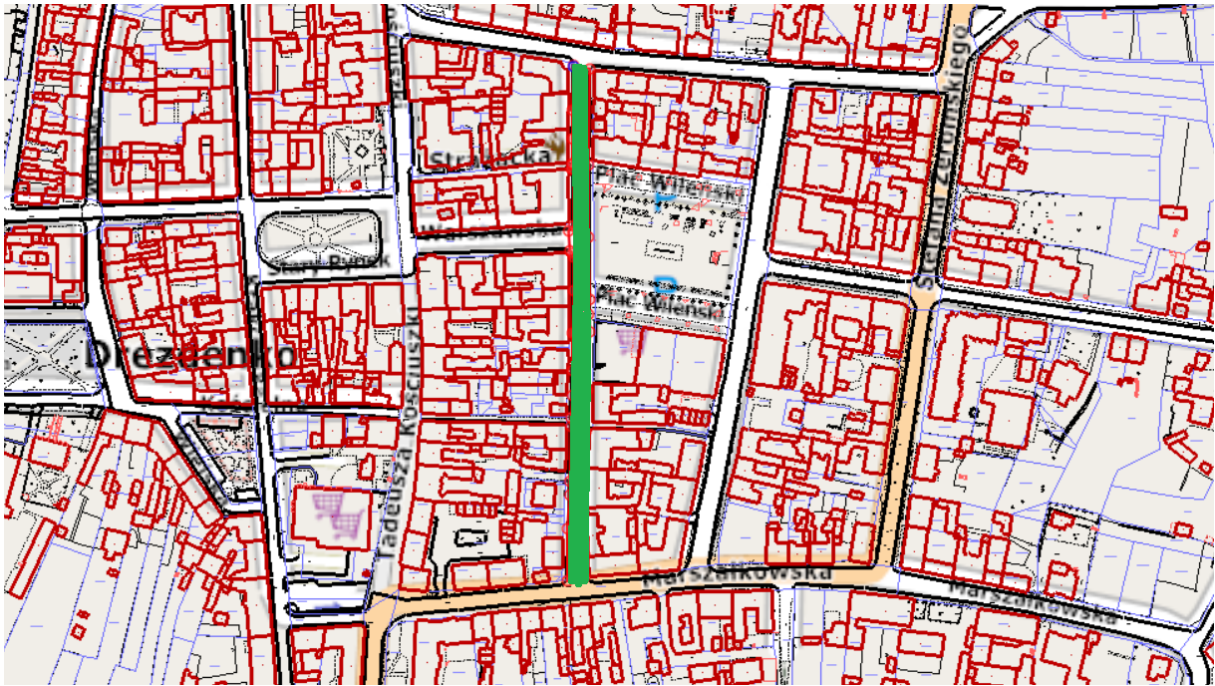 Stefana Żeromskiego
Strażacka
Plac Wileński
P
Warszawska
Stary Rynek
P
Plac Wileński
Drezdenko
Tadeusza Kościuszki
Marszałkowska
Marszałkowska